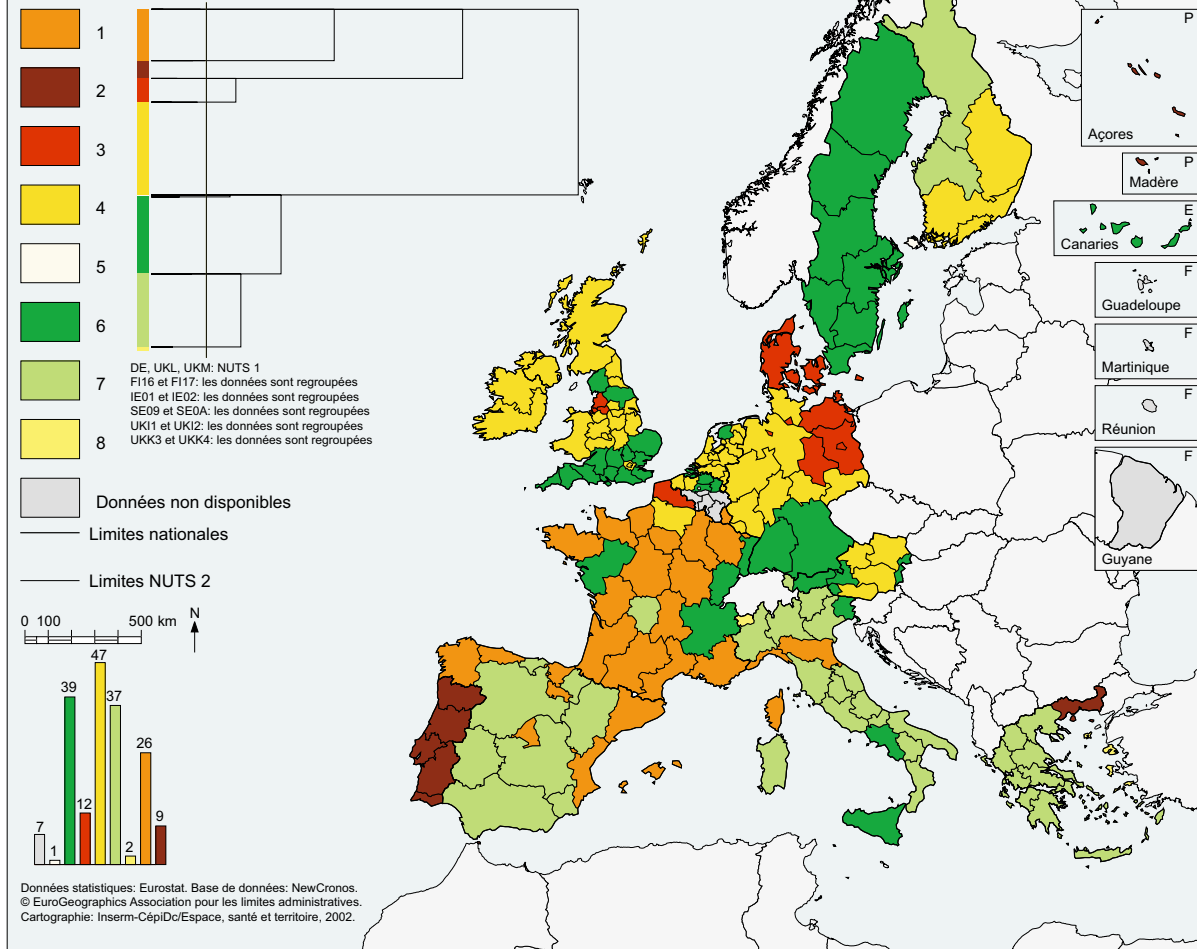 1
2
3
4
5
6
7
8
Données non disponibles
Limites nationales
Limites NUTS 2
DE, UKL, UKM: NUTS 1
FI16 et FI17: les données sont regroupées
IE01 et IE02: les données sont regroupées
SE09 et SE0A: les données sont regroupées
UKI1 et UKI2: les données sont regroupées
UKK3 et UKK4: les données sont regroupées
0 100 500 km
N
7
1
39
12
47
37
2
26
9
P
Açores
P
Madère
E
Canaries
F
Guadeloupe
F
Martinique
F
Réunion
F
Guyane
Données statistiques: Eurostat. Base de données: NewCronos.
© EuroGeographics Association pour les limites administratives.
Cartographie: Inserm-CépiDc/Espace, santé et territoire, 2002.